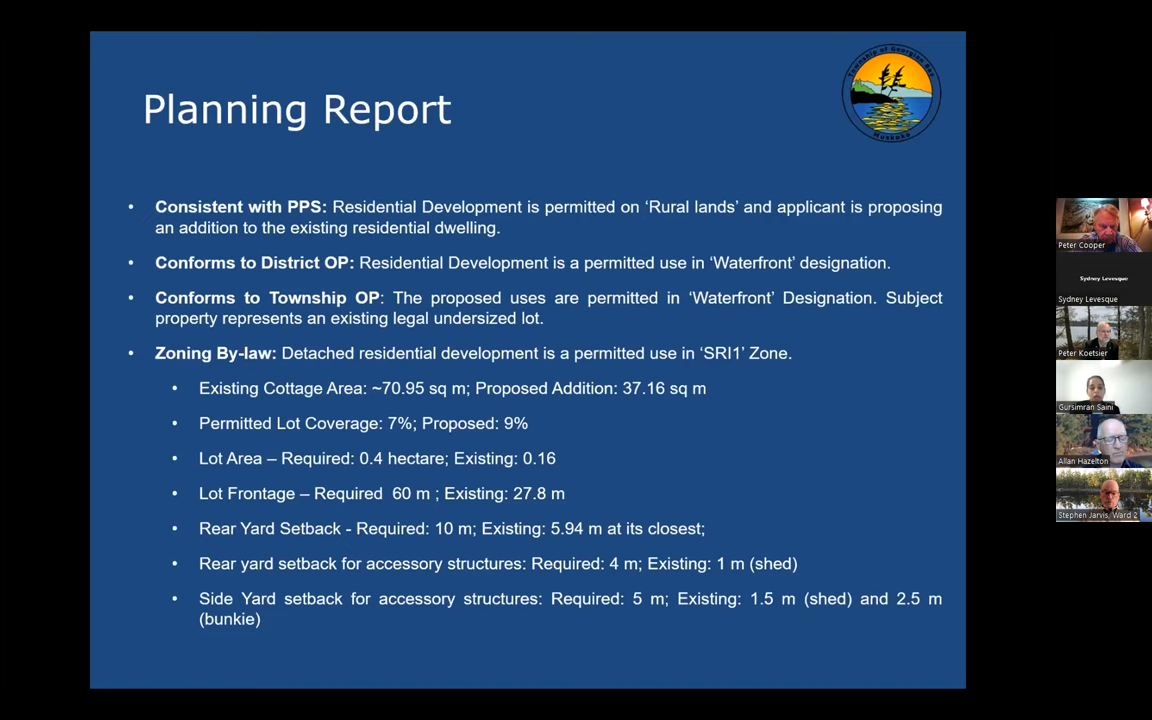 Township of Georgian Bay
Muskoka
Planning Report
• Consistent with PPS: Residential Development is permitted on ‘Rural lands’ and applicant is proposing
an addition to the existing residential dwelling.
• Conforms to District OP: Residential Development is a permitted use in ‘Waterfront’ designation.
• Conforms to Township OP: The proposed uses are permitted in ‘Waterfront’ Designation. Subject
property represents an existing legal undersized lot.
• Zoning By-law: Detached residential development is a permitted use in ‘SRI1’ Zone.
• Existing Cottage Area: ~70.95 sq m; Proposed Addition: 37.16 sq m
• Permitted Lot Coverage: 7%; Proposed: 9%
• Lot Area – Required: 0.4 hectare; Existing: 0.16
• Lot Frontage – Required 60 m ; Existing: 27.8 m
• Rear Yard Setback - Required: 10 m; Existing: 5.94 m at its closest;
• Rear yard setback for accessory structures: Required: 4 m; Existing: 1 m (shed)
• Side Yard setback for accessory structures: Required: 5 m; Existing: 1.5 m (shed) and 2.5 m
(bunkie)
Peter Cooper
Sydney Levesque
Sydney Levesque
Peter Koetsier
Gursimran Saini
Allan Hazelton
Stephen Jarvis, Ward 2